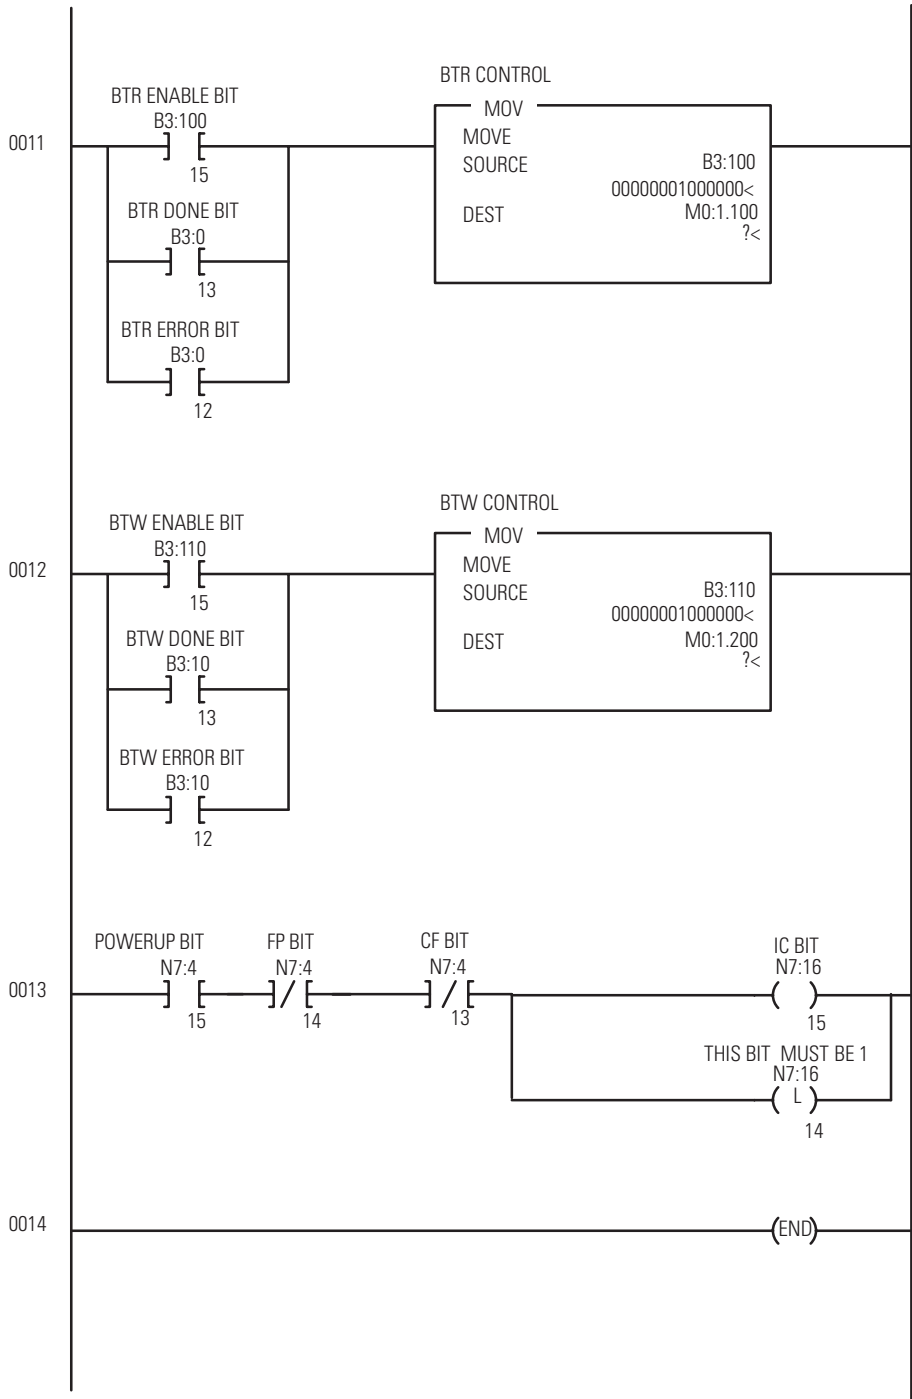 BTR CONTROL
MOV
BTR ENABLE BIT
B3:100
0011
MOVE
SOURCE
B3:100
15
00000001000000<
BTR DONE BIT
DEST
M0:1.100
B3:0
?<
13
BTR ERROR BIT
B3:0
12
BTW CONTROL
MOV
BTW ENABLE BIT
B3:110
0012
MOVE
SOURCE
B3:110
15
00000001000000<
BTW DONE BIT
DEST
M0:1.200
B3:10
?<
13
BTW ERROR BIT
B3:10
12
POWERUP BIT
FP BIT
CF BIT
IC BIT
N7:4
N7:4
N7:4
N7:16
0013
15
14
13
15
THIS BIT MUST BE 1
N7:16
L
14
0014
END